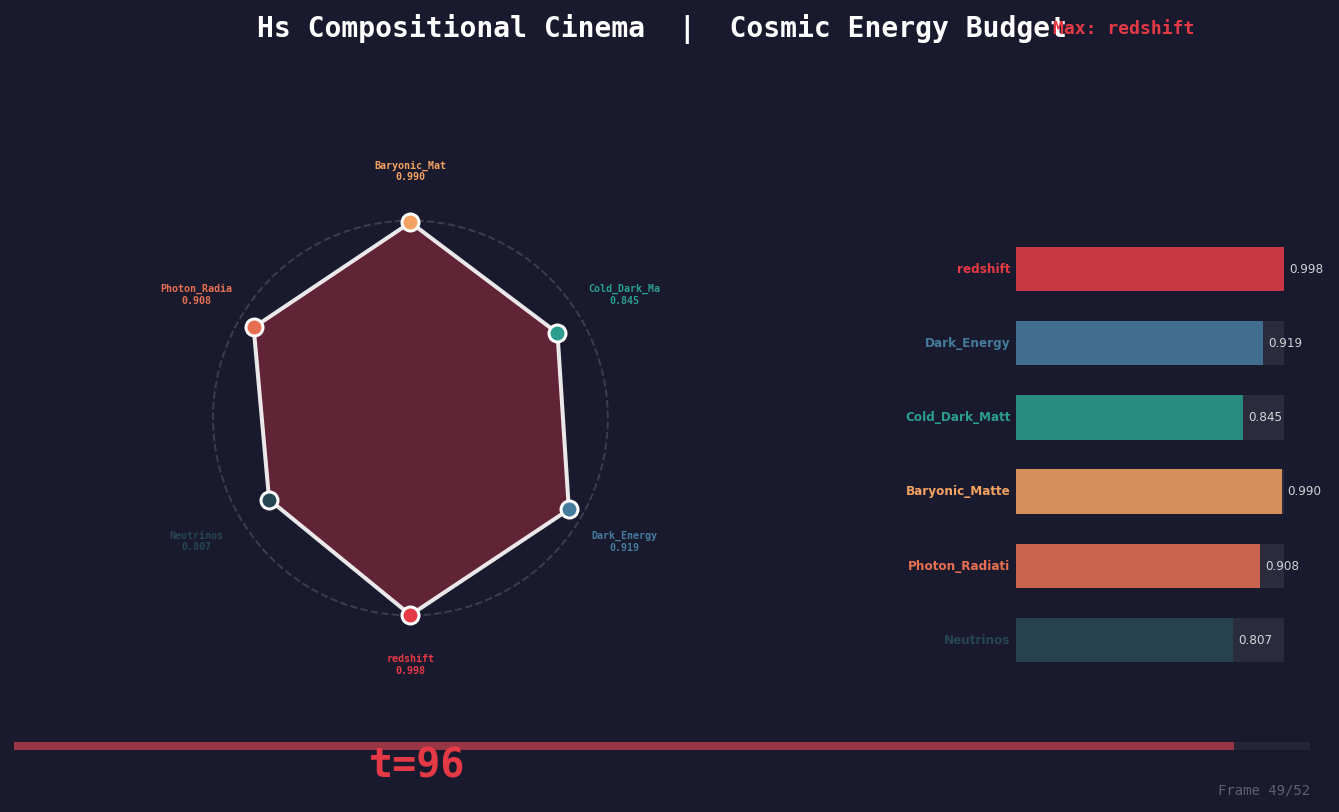 Hs Compositional Cinema | Cosmic Energy Budget
Max: redshift
Baryonic_Mat
0.990
Photon_Radia
0.908
Cold_Dark_Ma
0.845
Neutrinos
0.807
Dark_Energy
0.919
redshift
0.998
redshift 0.998
Dark_Energy 0.919
Cold_Dark_Matt 0.845
Baryonic_Matte 0.990
Photon_Radiati 0.908
Neutrinos 0.807
t=96
Frame 49/52